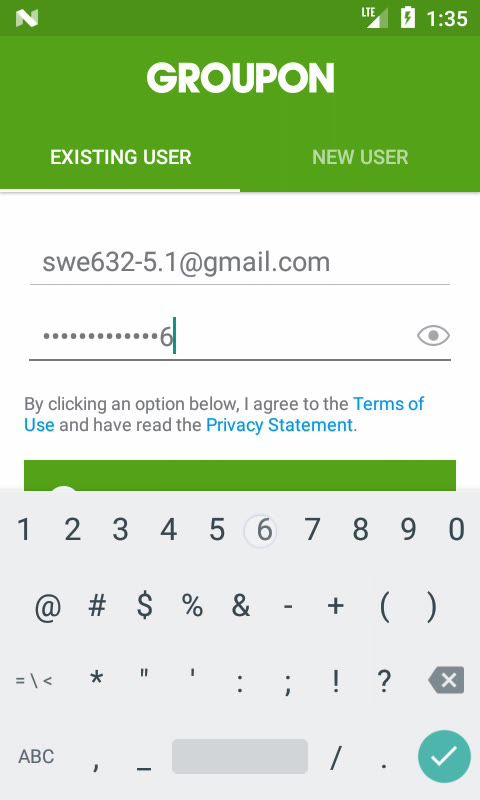 LTE 1:35
GROUPON
EXISTING USER NEW USER
swe632-5.1@gmail.com
•••••••••••••6
By clicking an option below, I agree to the Terms of
Use and have read the Privacy Statement.
1 2 3 4 5 6 7 8 9 0
@ # $ % & - + ( )
= \ < * " ' : ; ! ?
ABC , _ / .